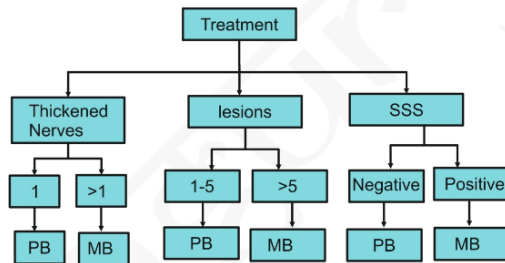 Treatment
Thickened
Nerves
lesions
SSS
1
>1
1-5
>5
Negative
Positive
PB
MB
PB
MB
PB
MB